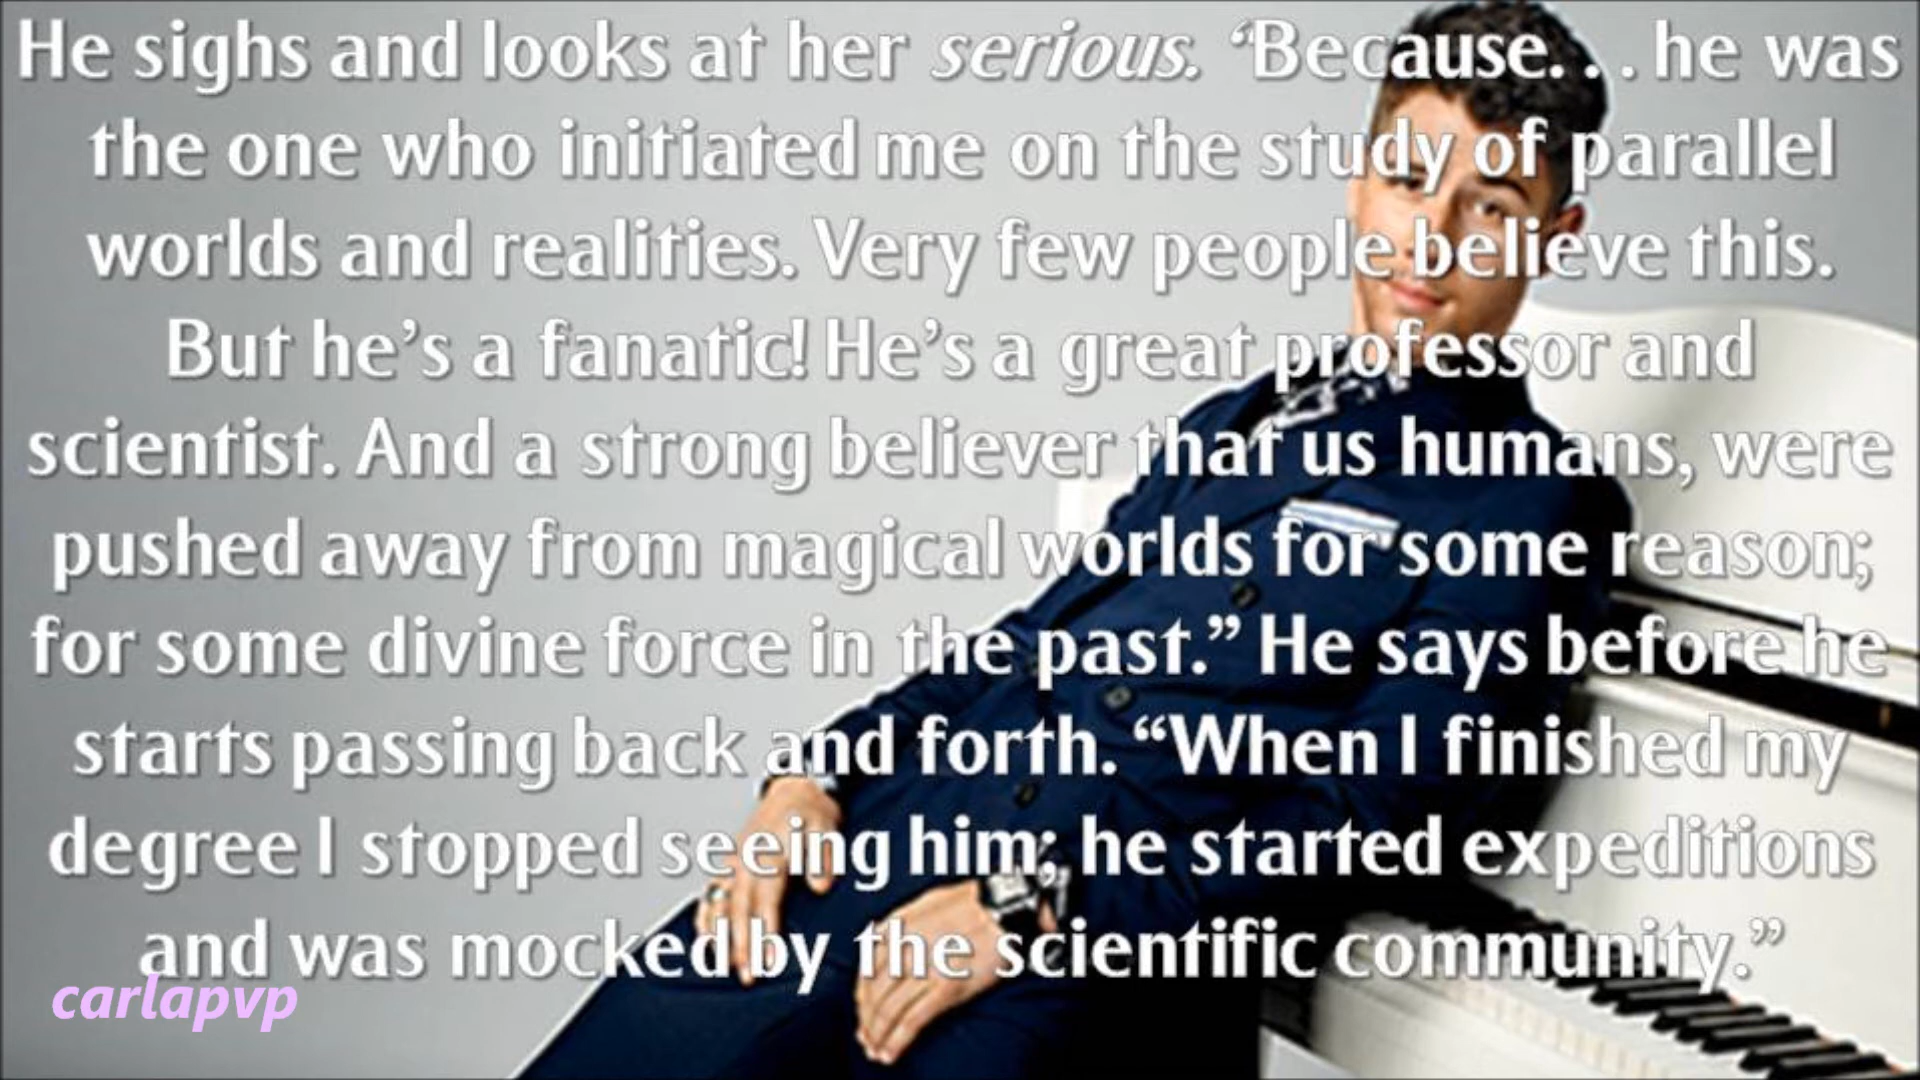 He sighs and looks at her serious. “Because. . . he was
the one who initiated me on the study of parallel
worlds and realities. Very few people believe this.
But he’s a fanatic! He’s a great professor and
scientist. And a strong believer that us humans, were
pushed away from magical worlds for some reason;
for some divine force in the past.” He says before he
starts passing back and forth. “When I finished my
degree I stopped seeing him; he started expeditions
and was mocked by the scientific community.”
carlapvp